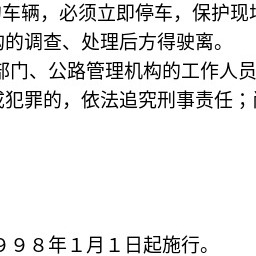 车辆，必须立即停车，保护现
的调查、处理后方得驶离。
部门、公路管理机构的工作人员
犯罪的，依法追究刑事责任；
９９８年１月１日起施行。